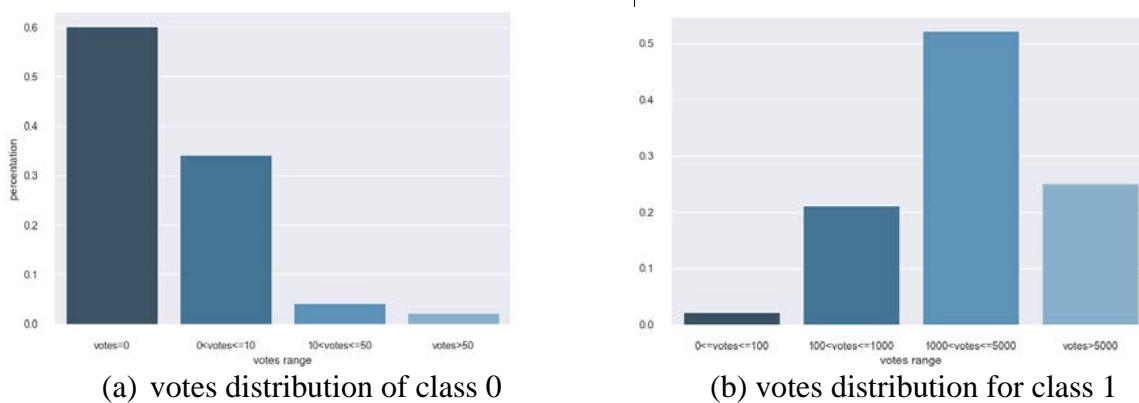 0.6
0.5
0.4
0.3
0.2
0.1
0.0
percentation
votes=0 0<votes<=10 10<votes<=50 votes>50
votes range
(a) votes distribution of class 0
0.5
0.4
0.3
0.2
0.1
0.0
0<=votes<=100 100<votes<=1000 1000<votes<=5000 votes>5000
votes range
(b) votes distribution for class 1